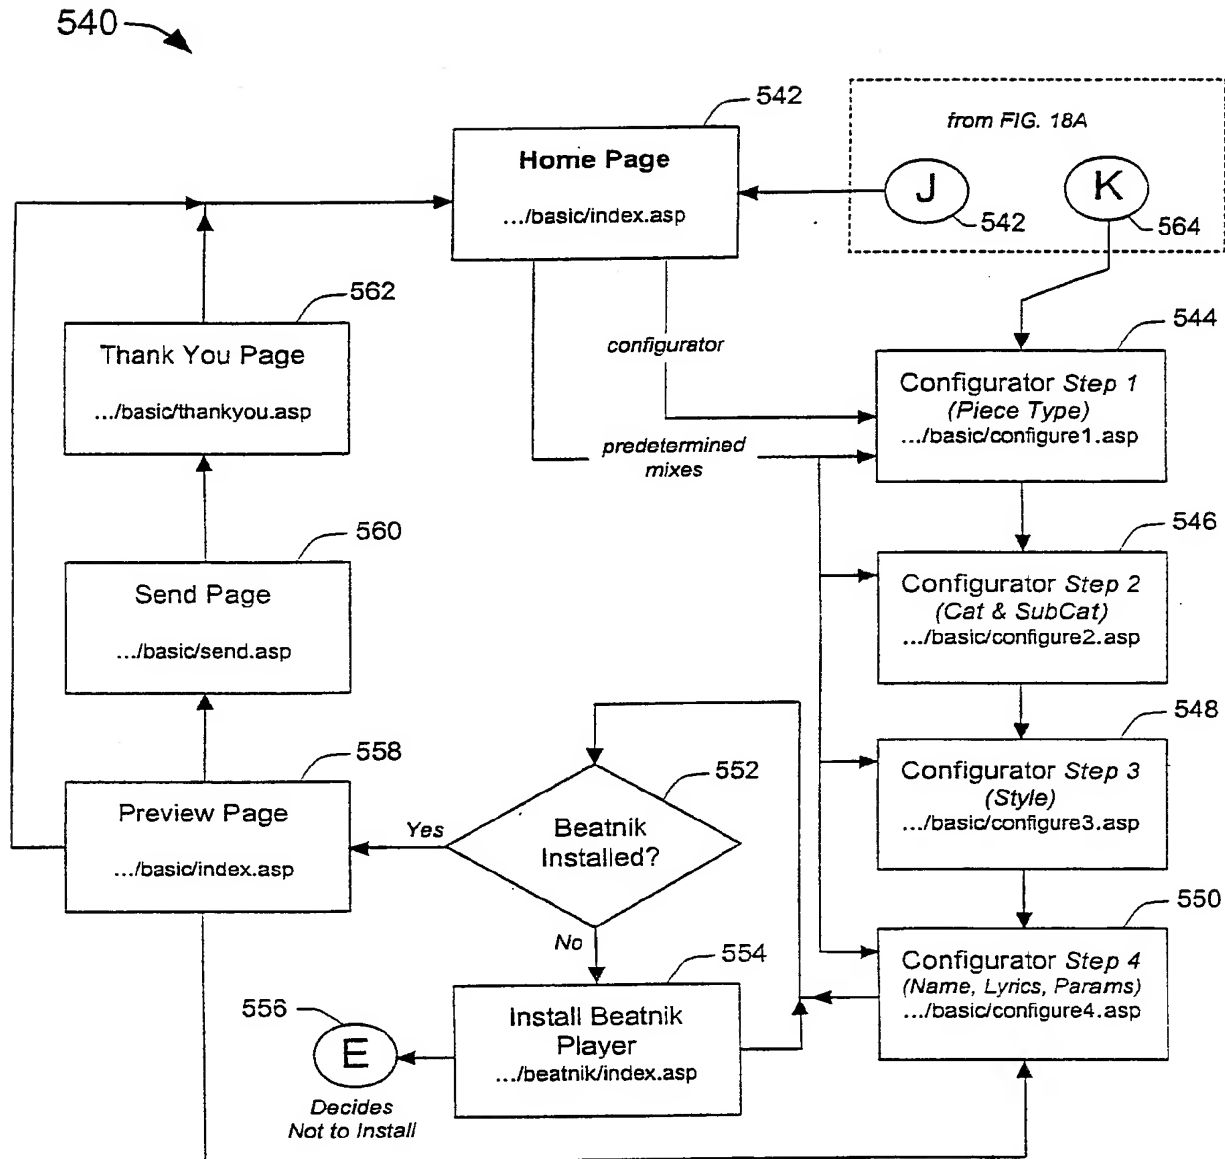 540
542
from FIG. 18A
Home Page
.../basic/index.asp
J
542
K
564
562
Thank You Page
.../basic/thankyou.asp
configurator
predetermined
mixes
544
Configurator Step 1
(Piece Type)
.../basic/configure1.asp
560
Send Page
.../basic/send.asp
546
Configurator Step 2
(Cat & SubCat)
.../basic/configure2.asp
558
Preview Page
.../basic/index.asp
Yes
552
Beatnik
Installed?
No
548
Configurator Step 3
(Style)
.../basic/configure3.asp
550
Configurator Step 4
(Name, Lyrics, Params)
.../basic/configure4.asp
554
Install Beatnik
Player
.../beatnik/index.asp
556
E
Decides
Not to Install